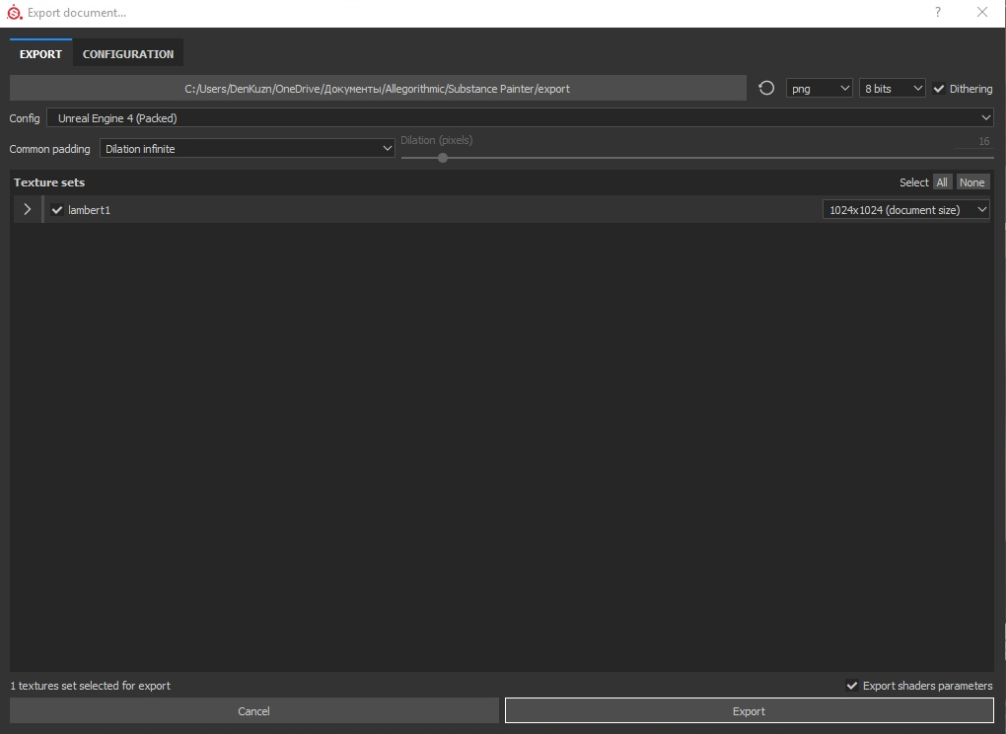 Export document...
?
EXPORT CONFIGURATION
C:/Users/DenKuzn/OneDrive/Документы/Allegorithmic/Substance Painter/export png 8 bits Dithering
Config Unreal Engine 4 (Packed)
Common padding Dilation infinite Dilation (pixels) 16
Texture sets Select All None
lambert1 1024x1024 (document size)
1 textures set selected for export Export shaders parameters
Cancel Export